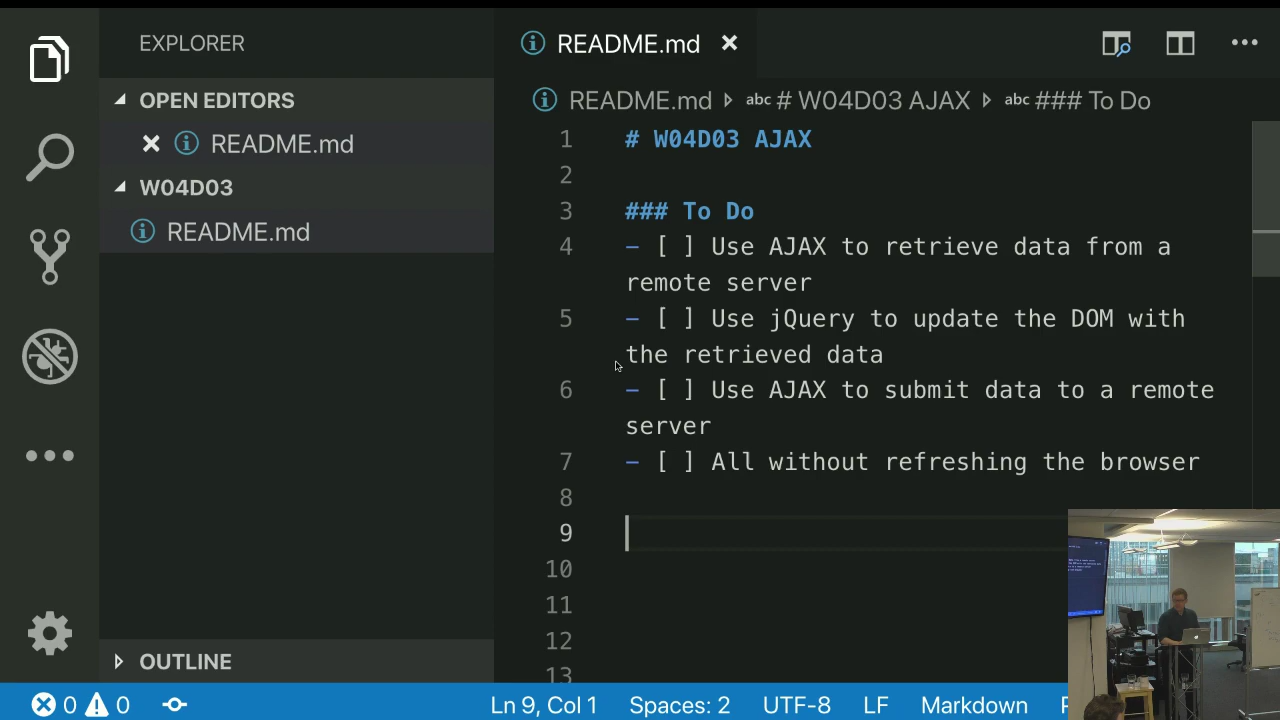 EXPLORER
OPEN EDITORS
README.md
W04D03
README.md
OUTLINE
README.md
README.md abc # W04D03 AJAX abc ### To Do
1 # W04D03 AJAX
2
3 ### To Do
4 - [ ] Use AJAX to retrieve data from a
remote server
5 - [ ] Use jQuery to update the DOM with
the retrieved data
6 - [ ] Use AJAX to submit data to a remote
server
7 - [ ] All without refreshing the browser
8
9
10
11
12
13
0 0 Ln 9, Col 1 Spaces: 2 UTF-8 LF Markdown